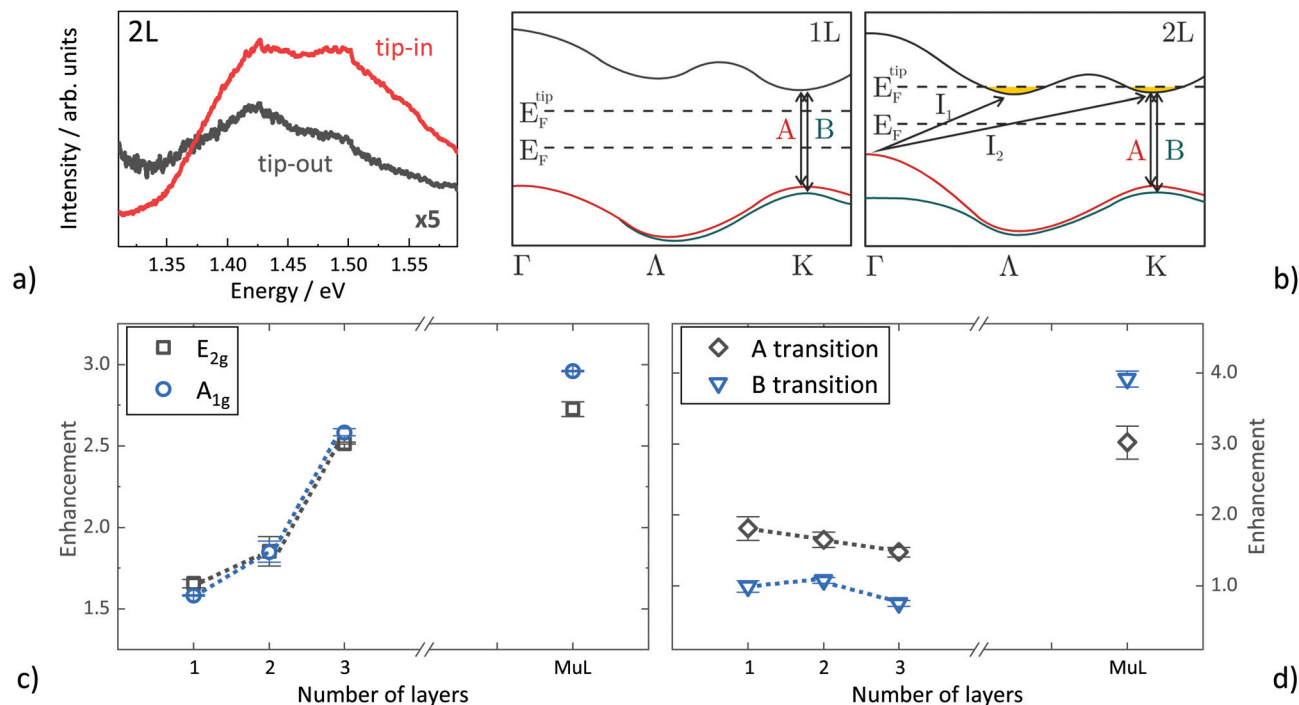 2L
tip-in
tip-out
x5
Intensity / arb. units
1.35 1.40 1.45 1.50 1.55
Energy / eV
a)
1L
E_F^tip
E_F
A B
Γ Λ K
2L
E_F^tip
E_F
I_1
I_2
A B
Γ Λ K
b)
E_2g
A_1g
3.0
2.5
2.0
1.5
Enhancement
1 2 3 MuL
Number of layers
c)
A transition
B transition
4.0
3.0
2.0
1.0
Enhancement
1 2 3 MuL
Number of layers
d)